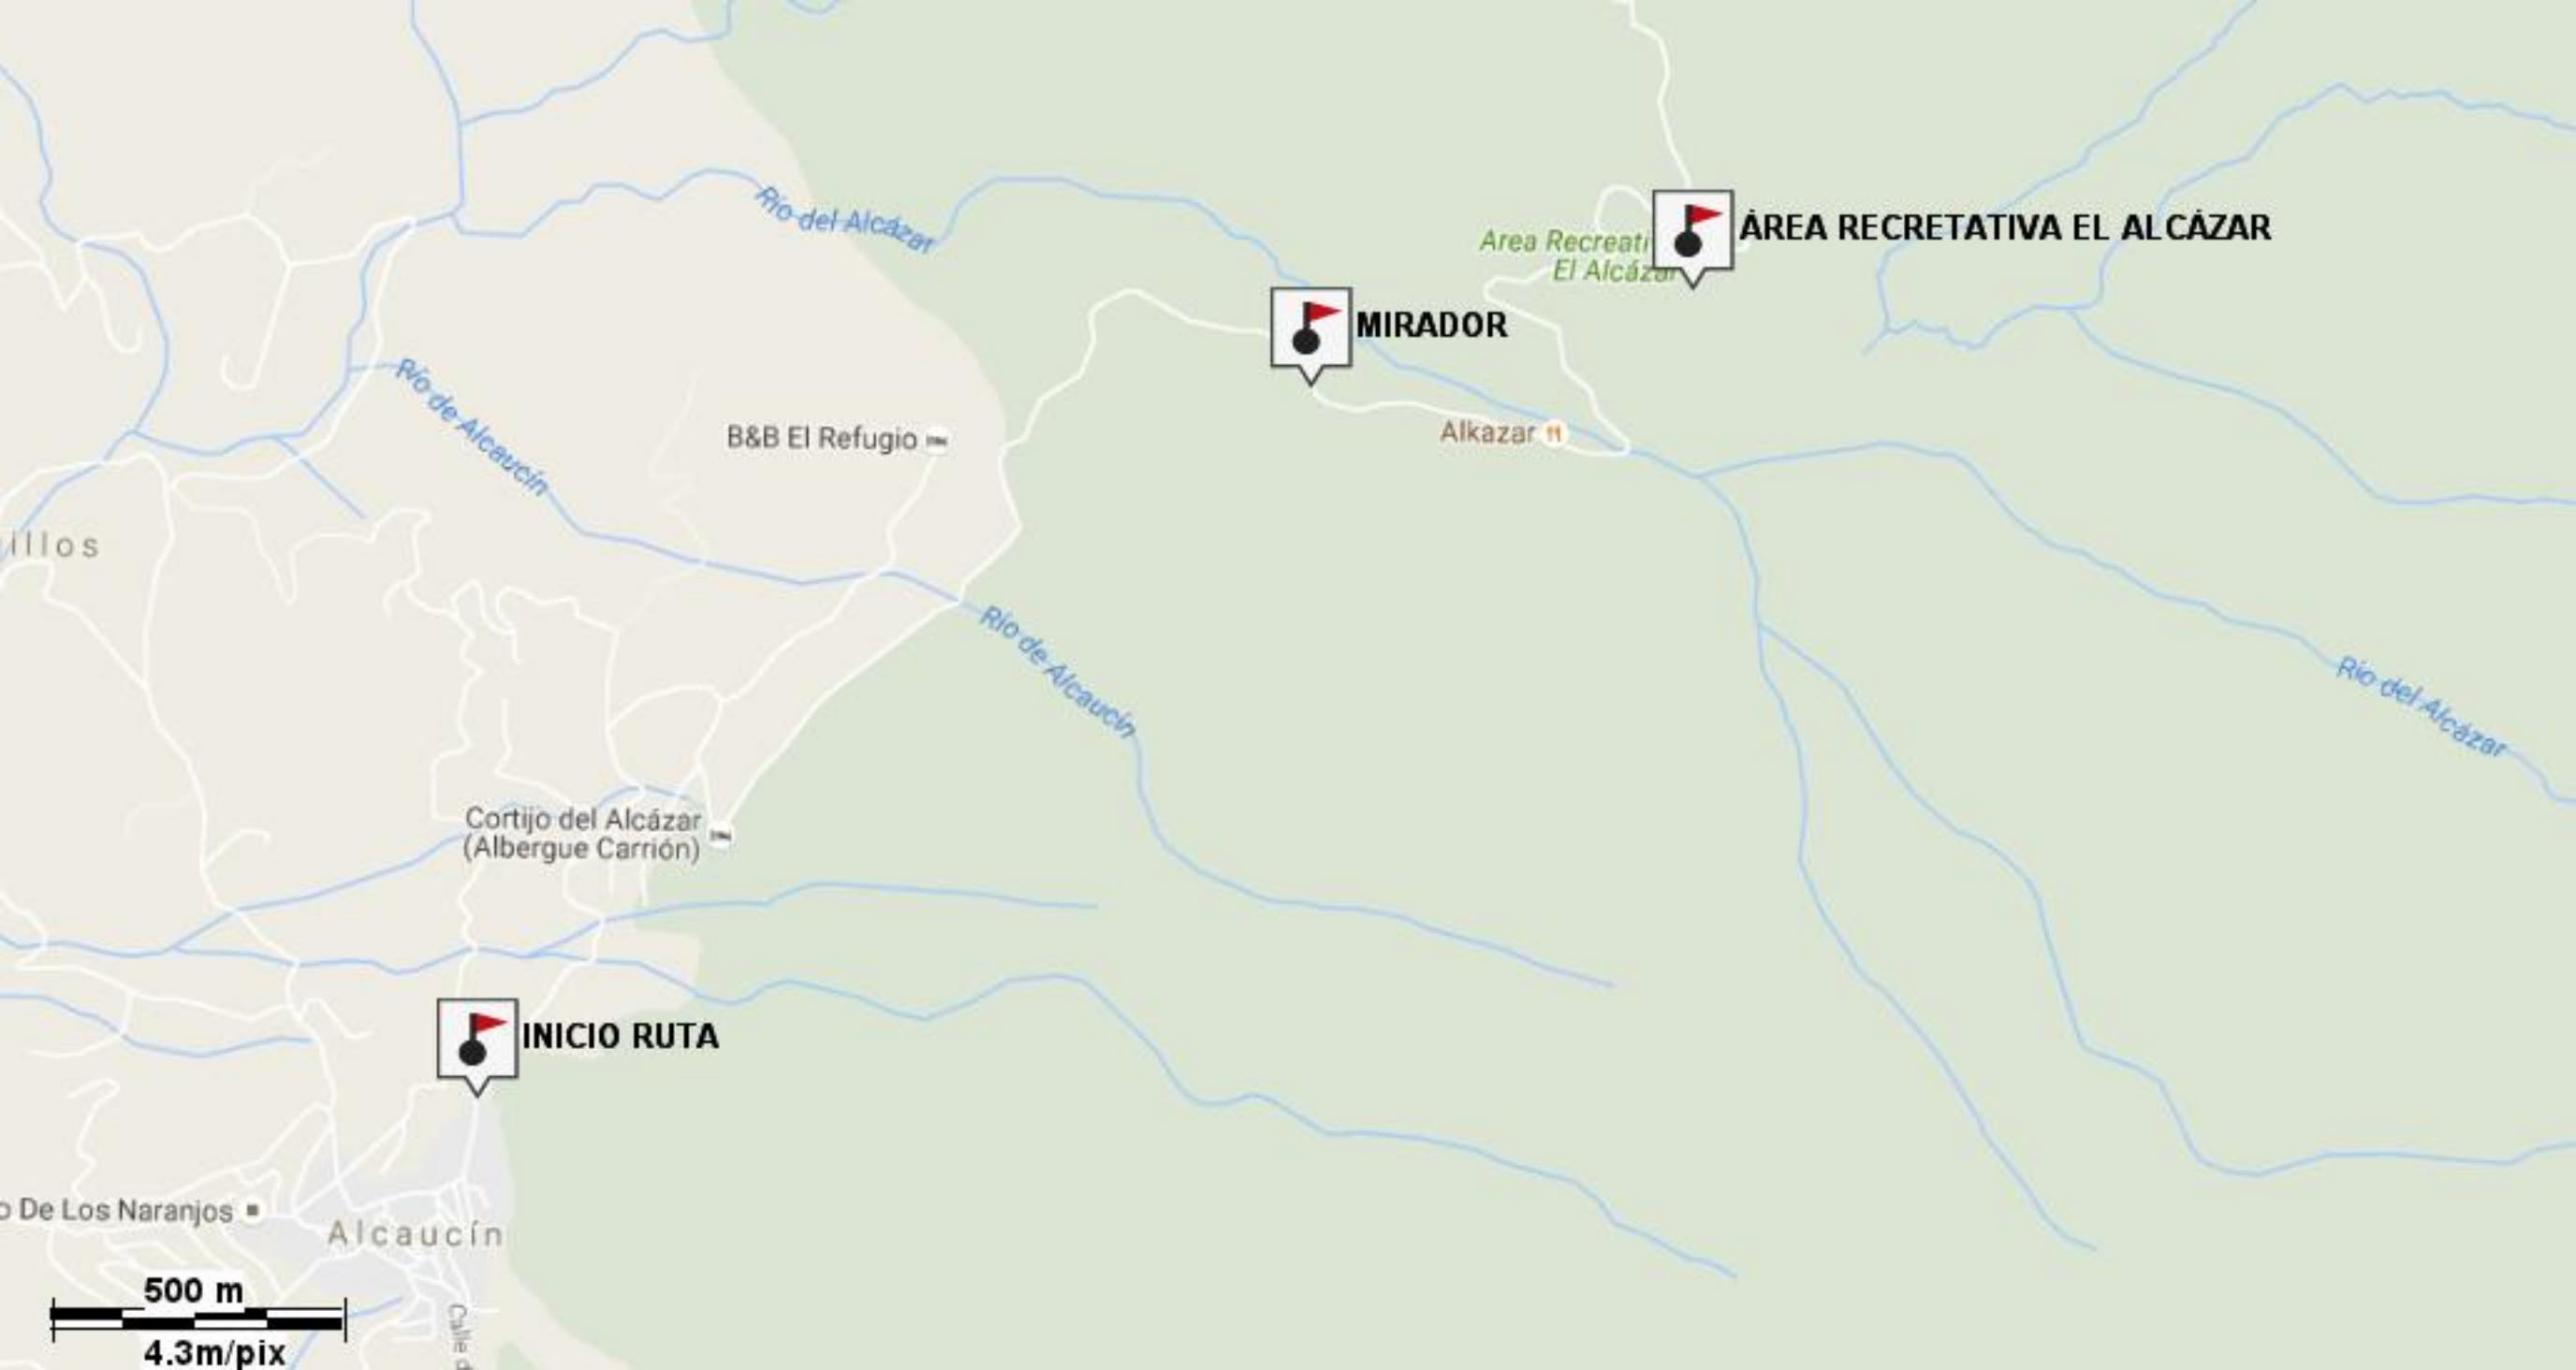 Río del Alcázar
Area Recreati
El Alcázar
ÁREA RECRETATIVA EL ALCÁZAR
MIRADOR
Río de Alcaucín
B&B El Refugio
Alkazar
illos
Río de Alcaucín
Río del Alcázar
Cortijo del Alcázar
(Albergue Carrión)
INICIO RUTA
o De Los Naranjos
Alcaucín
500 m
4.3m/pix
Calle d